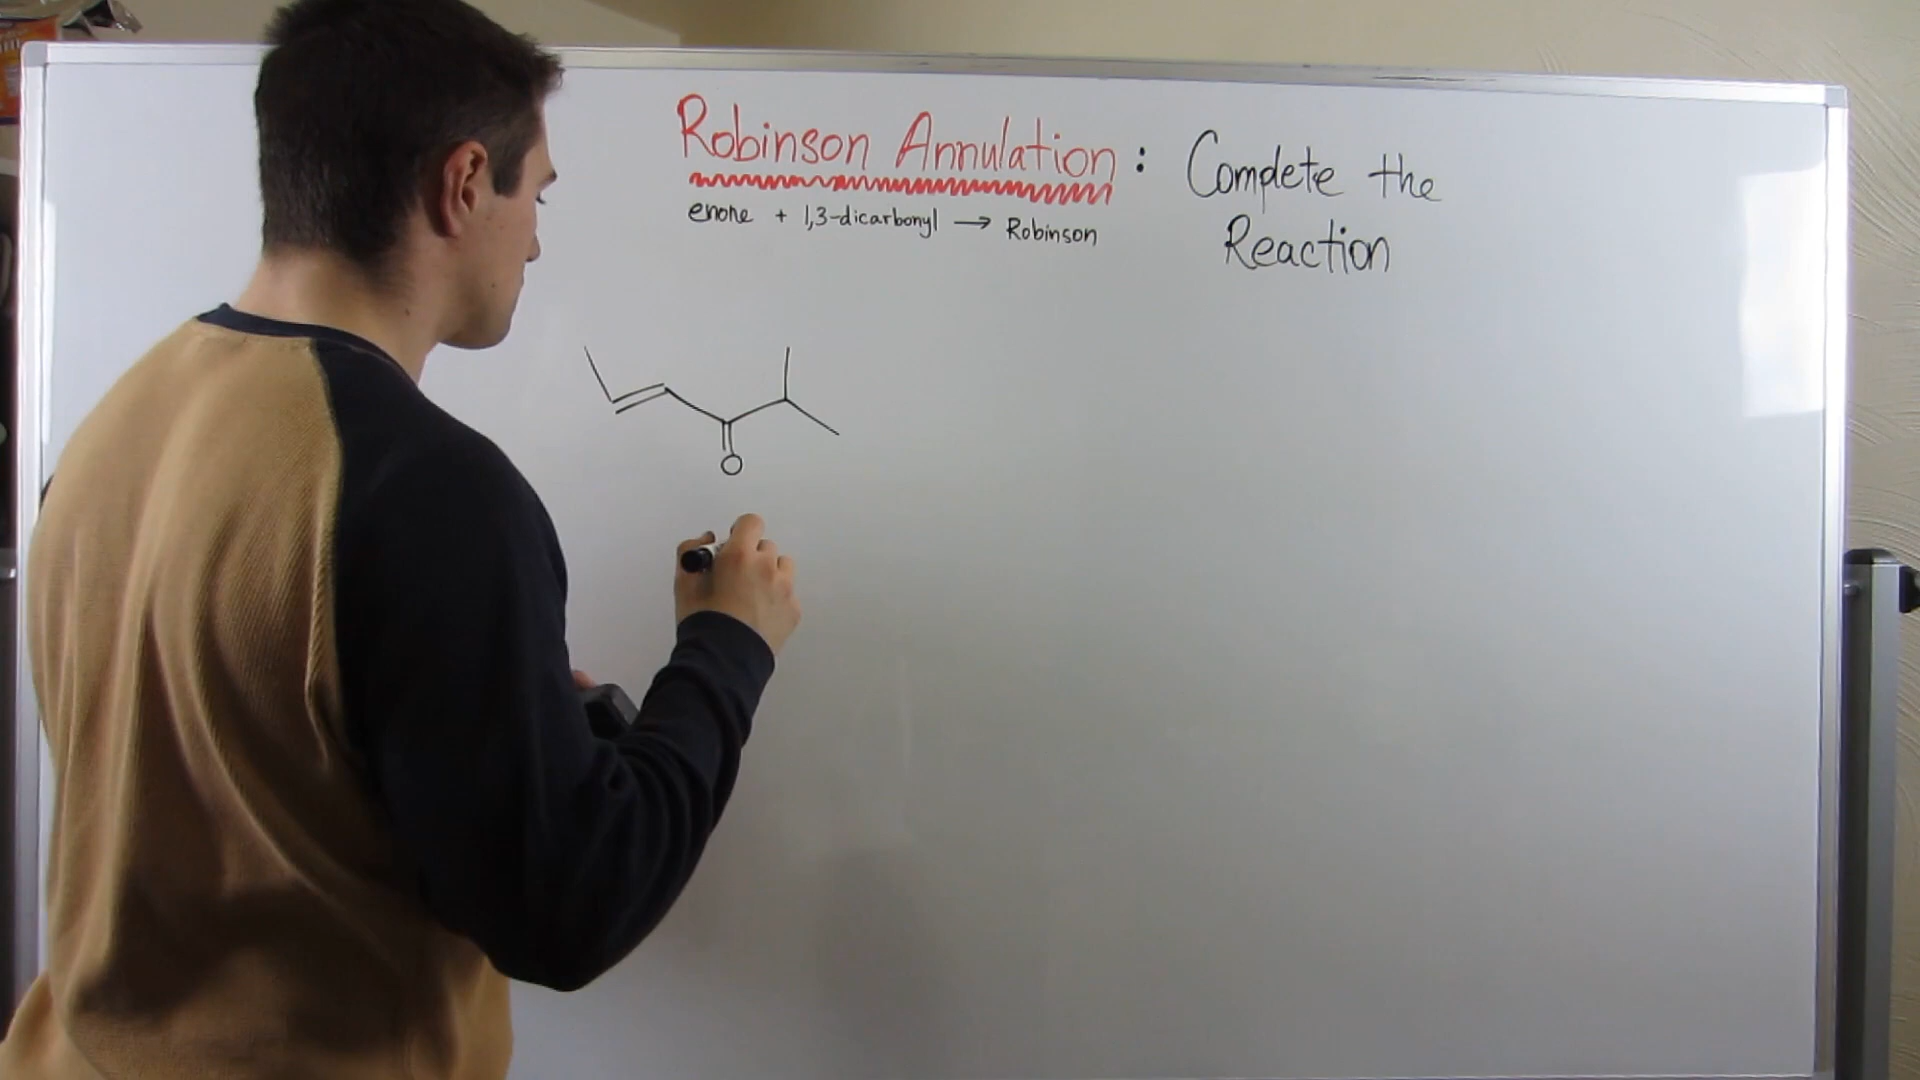 Robinson Annulation : Complete the
Reaction
enone + 1,3-dicarbonyl → Robinson
O